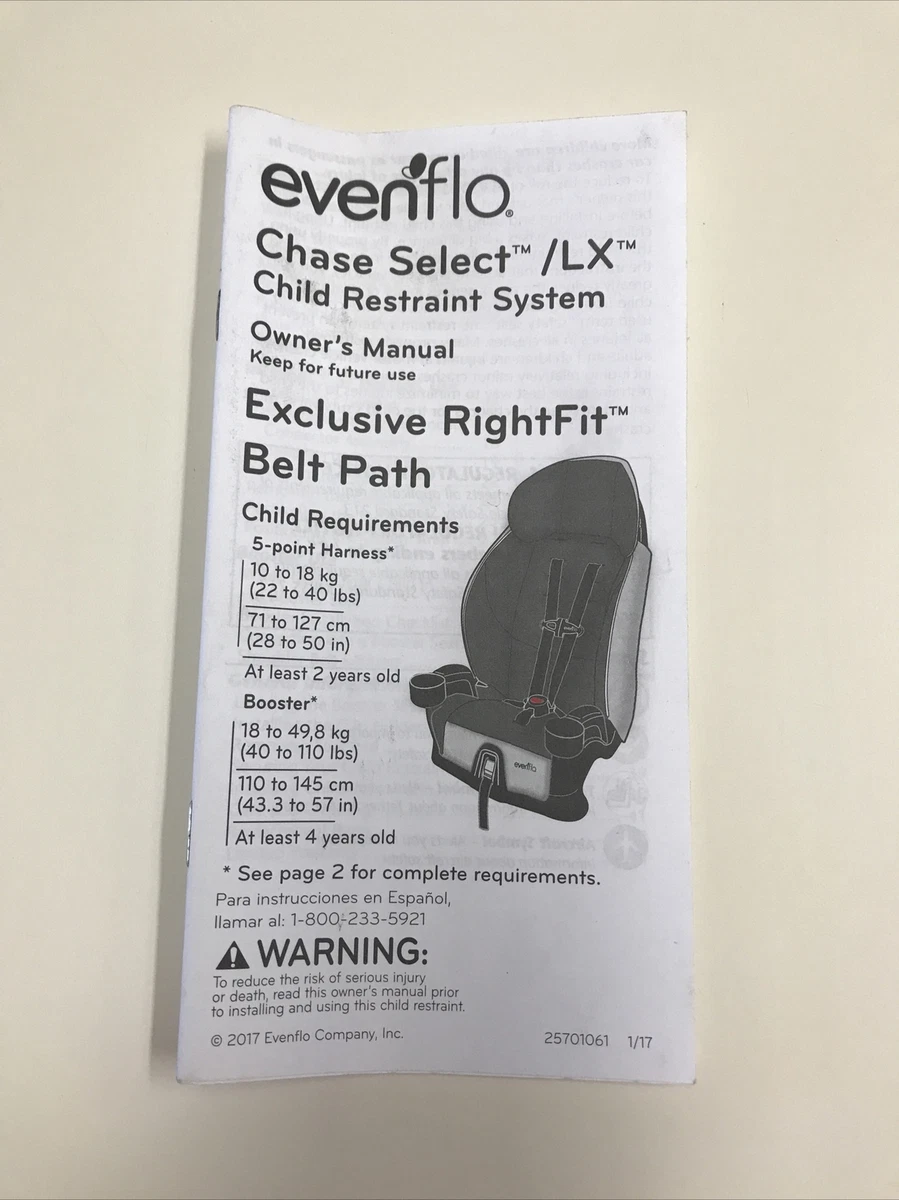 evenflo®
Chase Select™ /LX™
Child Restraint System
Owner's Manual
Keep for future use
Exclusive RightFit™
Belt Path
Child Requirements
5-point Harness*
10 to 18 kg
(22 to 40 lbs)
71 to 127 cm
(28 to 50 in)
At least 2 years old
Booster*
18 to 49,8 kg
(40 to 110 lbs)
110 to 145 cm
(43.3 to 57 in)
At least 4 years old
evenflo
* See page 2 for complete requirements.
Para instrucciones en Español,
llamar al: 1-800-233-5921
WARNING:
To reduce the risk of serious injury
or death, read this owner's manual prior
to installing and using this child restraint.
© 2017 Evenflo Company, Inc. 25701061 1/17